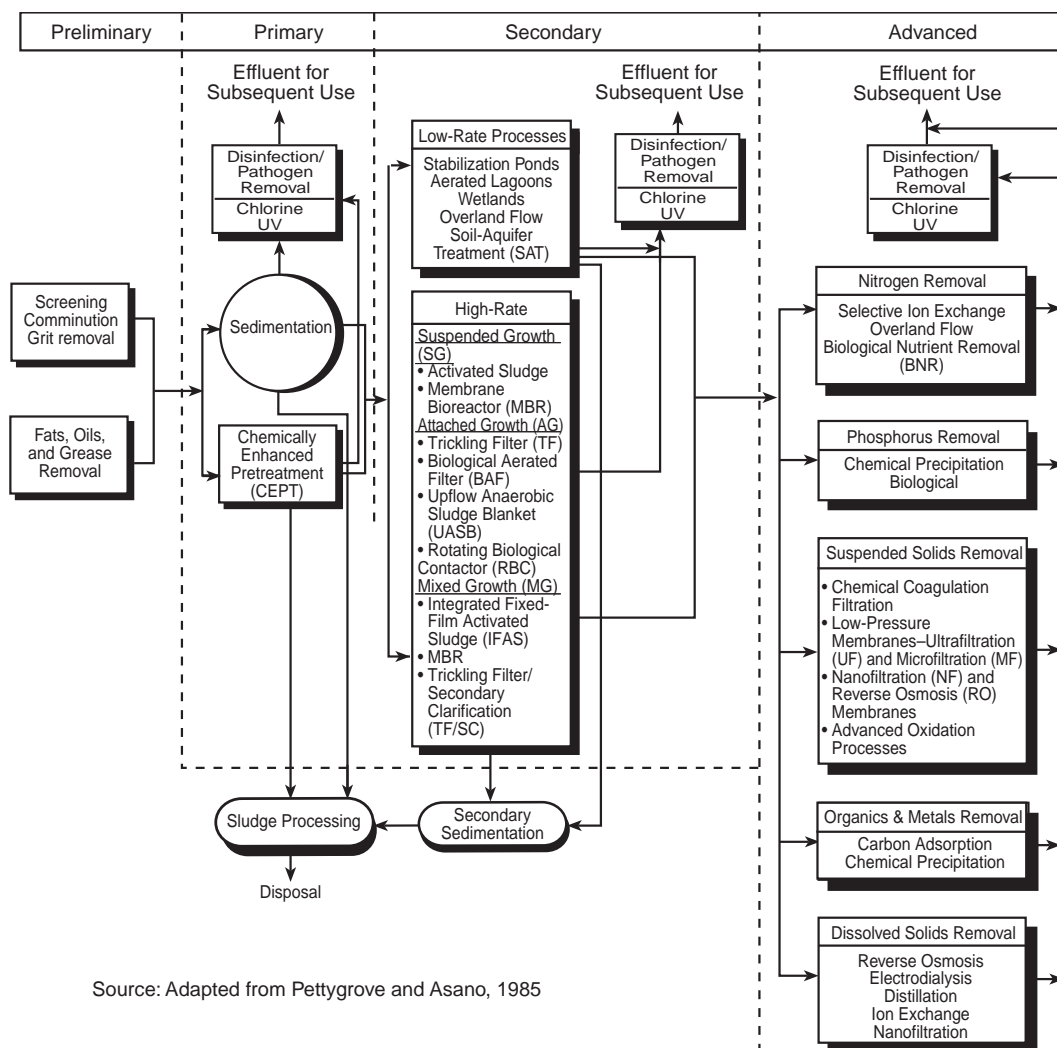 Preliminary
Primary
Secondary
Advanced
Effluent for
Subsequent Use
Disinfection/
Pathogen
Removal
Chlorine
UV
Sedimentation
Chemically
Enhanced
Pretreatment
(CEPT)
Screening
Comminution
Grit removal
Fats, Oils,
and Grease
Removal
Low-Rate Processes
Stabilization Ponds
Aerated Lagoons
Wetlands
Overland Flow
Soil-Aquifer
Treatment (SAT)
High-Rate
Suspended Growth
(SG)
• Activated Sludge
• Membrane
Bioreactor (MBR)
Attached Growth (AG)
• Trickling Filter (TF)
• Biological Aerated
Filter (BAF)
• Upflow Anaerobic
Sludge Blanket
(UASB)
• Rotating Biological
Contactor (RBC)
Mixed Growth (MG)
• Integrated Fixed-
Film Activated
Sludge (IFAS)
• MBR
• Trickling Filter/
Secondary
Clarification
(TF/SC)
Effluent for
Subsequent Use
Disinfection/
Pathogen
Removal
Chlorine
UV
Effluent for
Subsequent Use
Disinfection/
Pathogen
Removal
Chlorine
UV
Nitrogen Removal
Selective Ion Exchange
Overland Flow
Biological Nutrient Removal
(BNR)
Phosphorus Removal
Chemical Precipitation
Biological
Suspended Solids Removal
• Chemical Coagulation
Filtration
• Low-Pressure
Membranes–Ultrafiltration
(UF) and Microfiltration (MF)
• Nanofiltration (NF) and
Reverse Osmosis (RO)
Membranes
• Advanced Oxidation
Processes
Organics & Metals Removal
Carbon Adsorption
Chemical Precipitation
Dissolved Solids Removal
Reverse Osmosis
Electrodialysis
Distillation
Ion Exchange
Nanofiltration
Sludge Processing
Secondary
Sedimentation
Disposal
Source: Adapted from Pettygrove and Asano, 1985